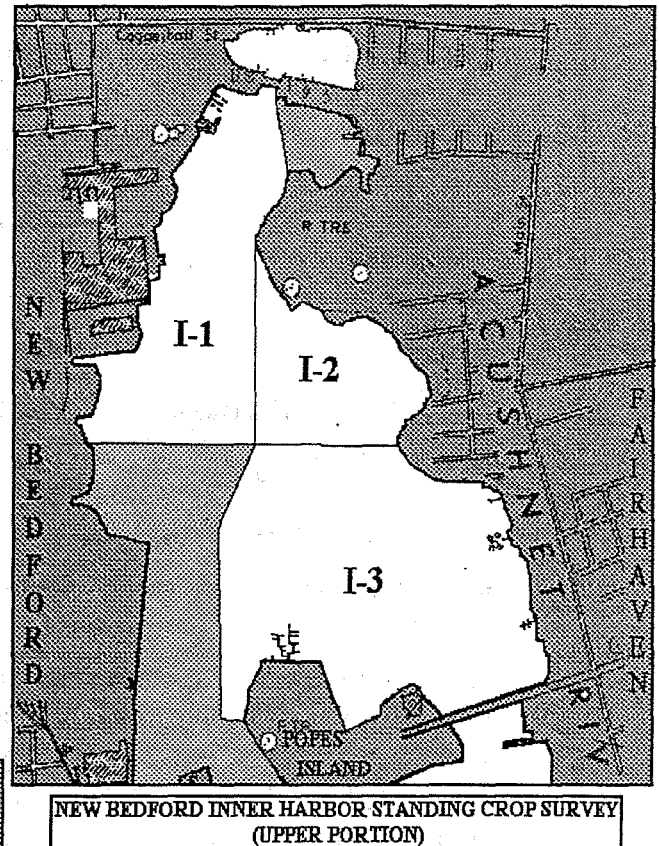 Coggeshall St
R TRE
I-1
I-2
I-3
NEW BEDFORD
ACUSHNET RIV
FAIRHAVEN
POPES
ISLAND
NEW BEDFORD INNER HARBOR STANDING CROP SURVEY
(UPPER PORTION)